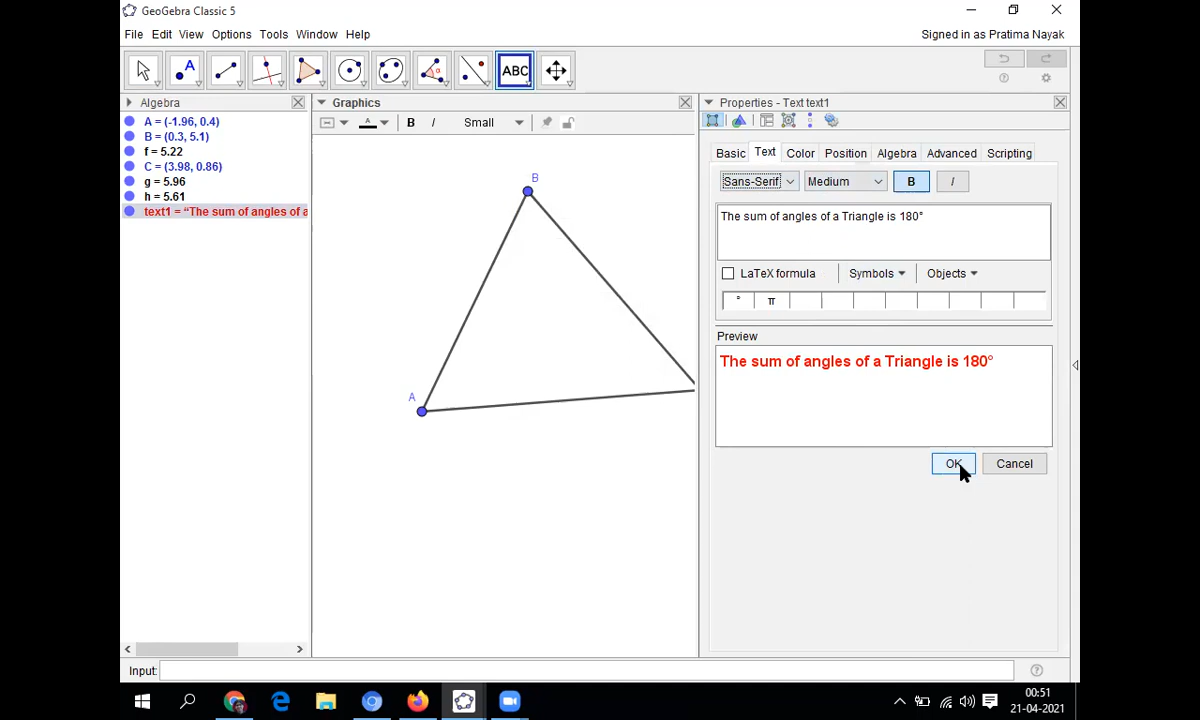 GeoGebra Classic 5
File Edit View Options Tools Window Help
Signed in as Pratima Nayak
A
ABC
Algebra
Graphics
Properties - Text text1
B I Small
A = (-1.96, 0.4)
B = (0.3, 5.1)
f = 5.22
C = (3.98, 0.86)
g = 5.96
h = 5.61
text1 = "The sum of angles of a
B
A
Basic Text Color Position Algebra Advanced Scripting
Sans-Serif Medium B I
The sum of angles of a Triangle is 180°
LaTeX formula Symbols Objects
° π
Preview
The sum of angles of a Triangle is 180°
OK Cancel
Input:
00:51
21-04-2021